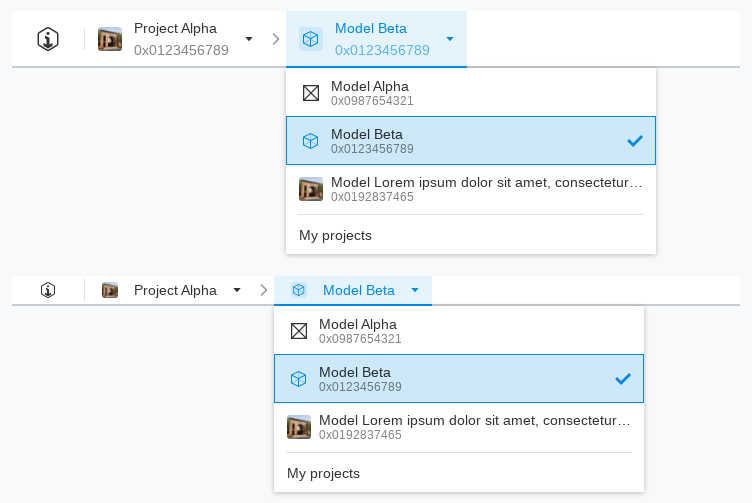 Project Alpha
0x0123456789
Model Beta
0x0123456789
Model Alpha
0x0987654321
Model Beta
0x0123456789
Model Lorem ipsum dolor sit amet, consectetur…
0x0192837465
My projects
Project Alpha
Model Beta
Model Alpha
0x0987654321
Model Beta
0x0123456789
Model Lorem ipsum dolor sit amet, consectetur…
0x0192837465
My projects